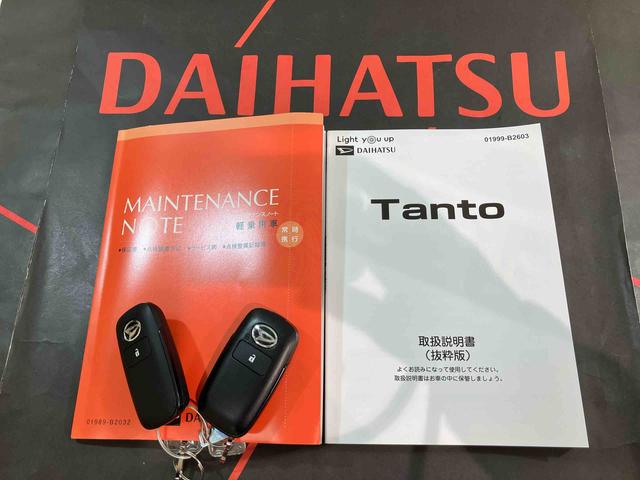 DAIHATSU
MAINTENANCE
NOTE
軽乗用車
常時
携行
01989-B2032
Light you up
01999-B2603
DAIHATSU
Tanto
取扱説明書
(抜粋版)
よくお読みになって使用してください。
取扱説明書はお車の中に保管しましょう。